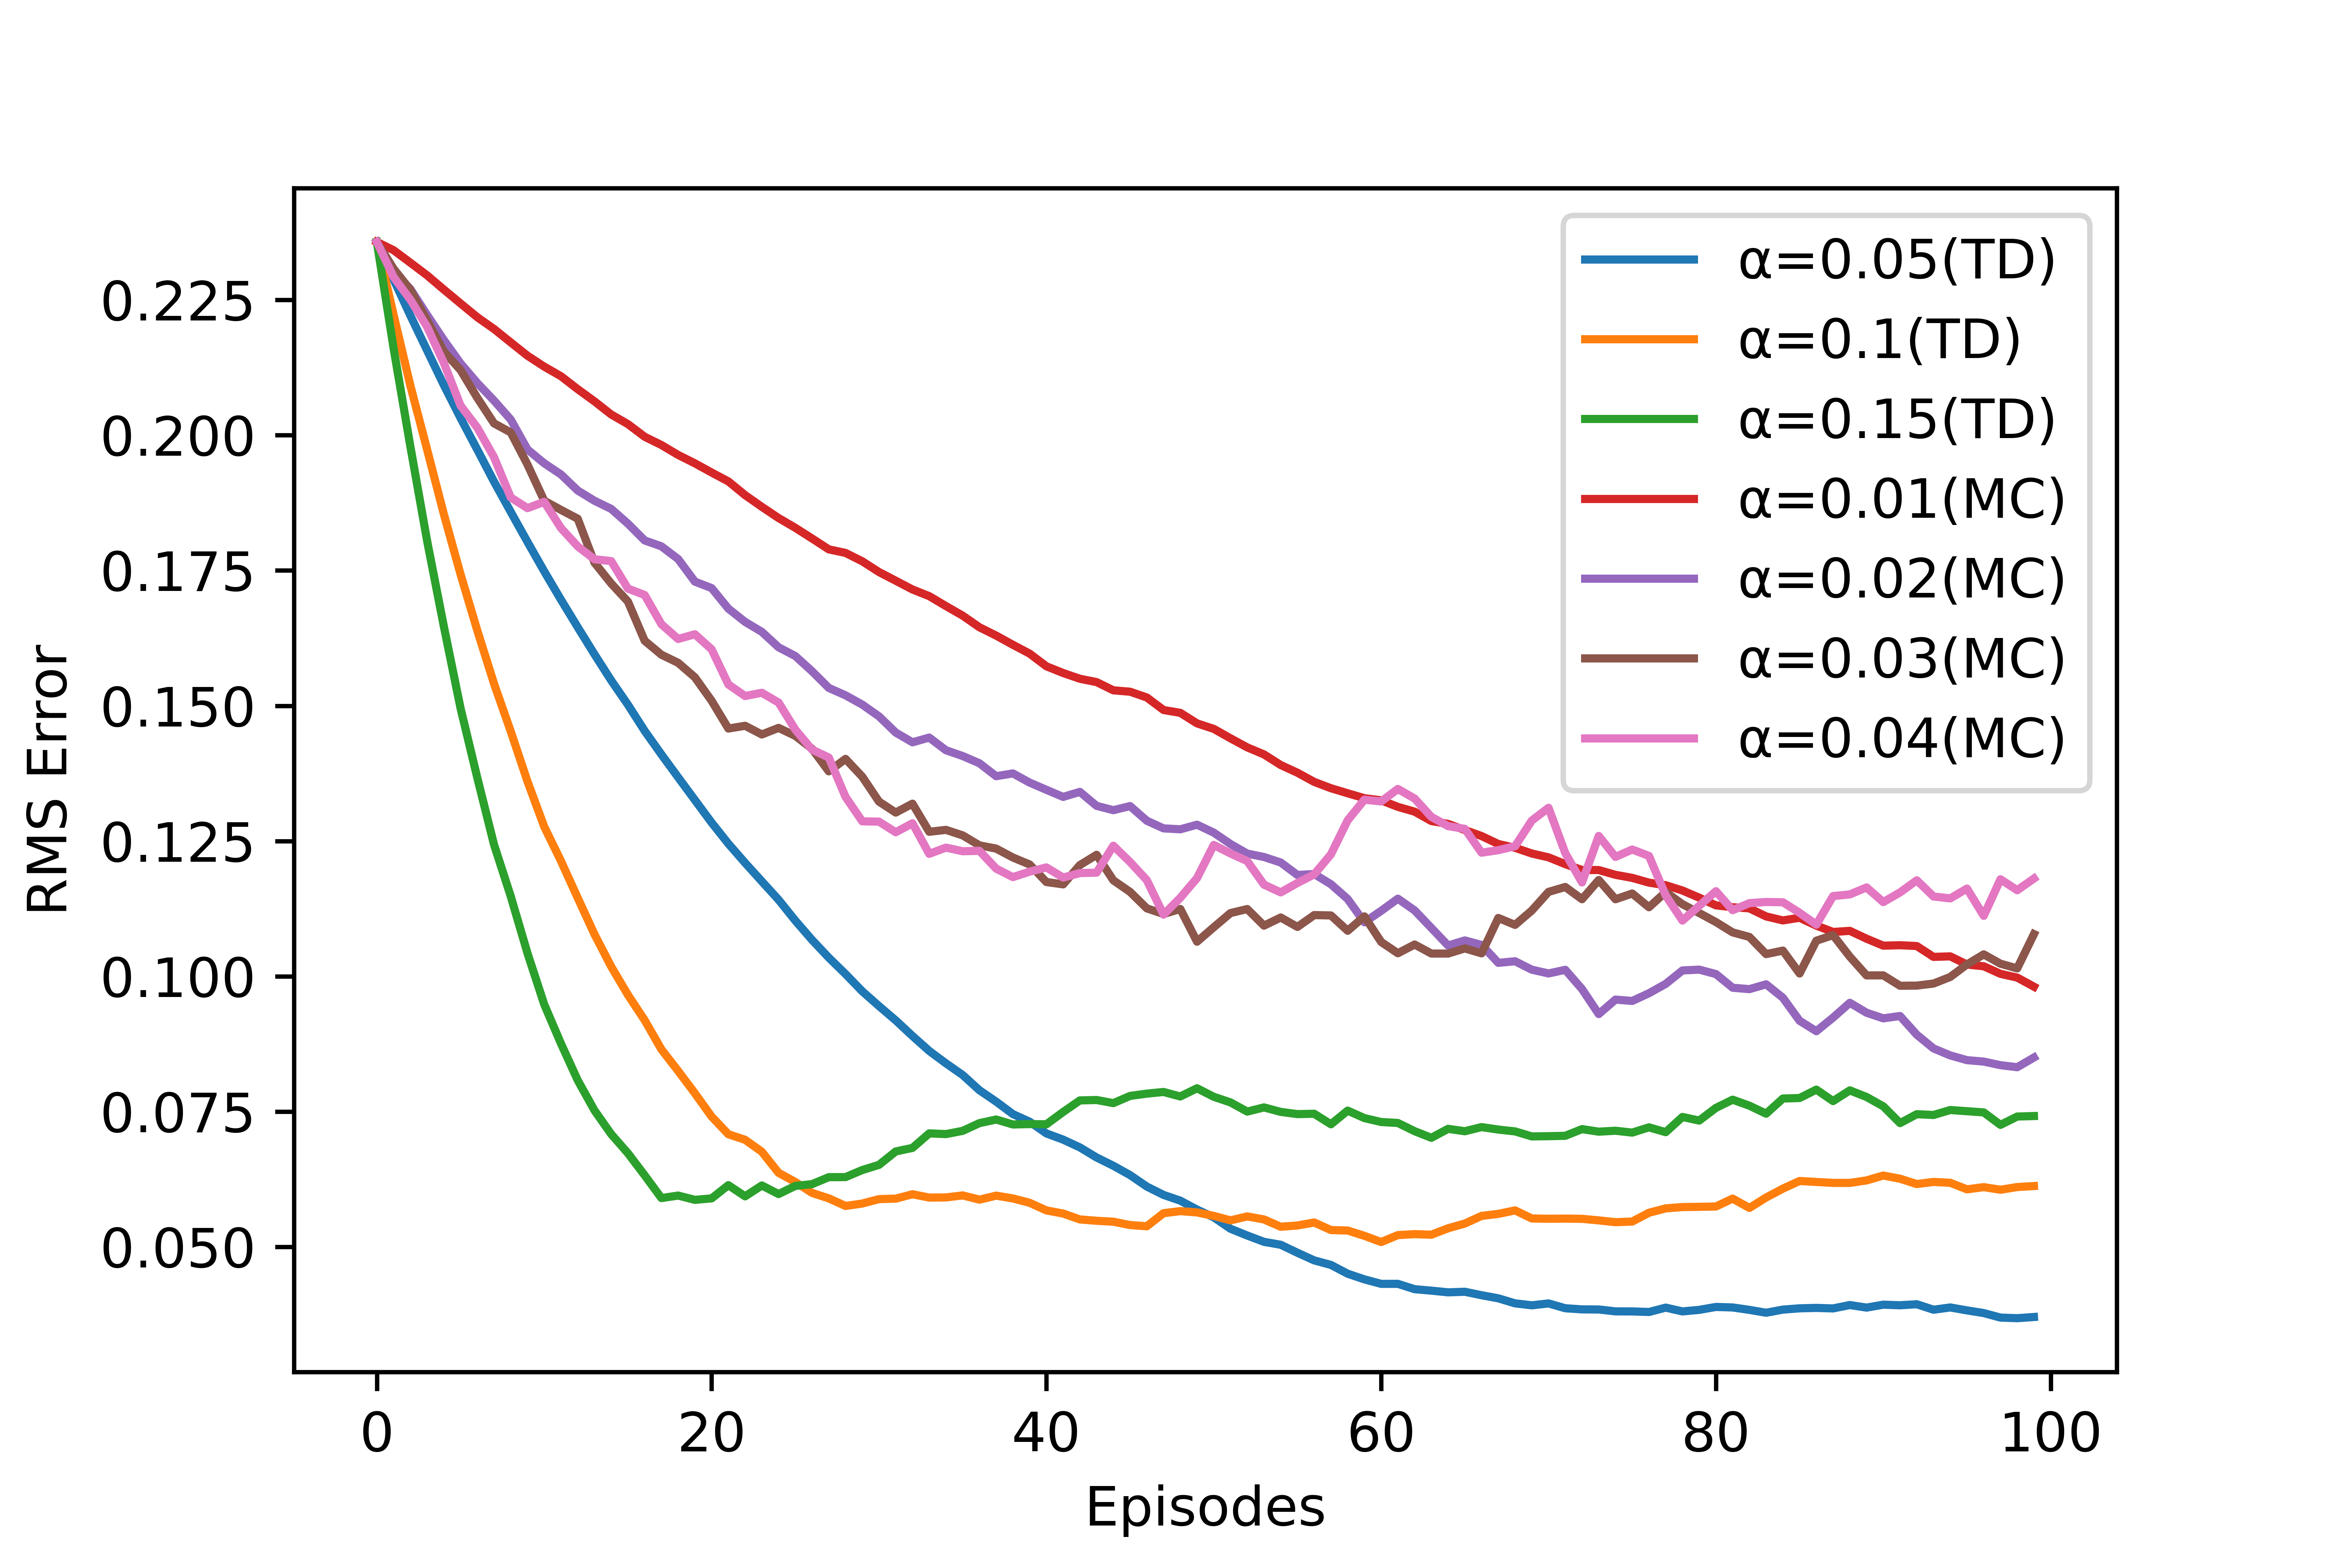 α=0.05(TD)
α=0.1(TD)
α=0.15(TD)
α=0.01(MC)
α=0.02(MC)
α=0.03(MC)
α=0.04(MC)
0.225
0.200
0.175
0.150
0.125
0.100
0.075
0.050
RMS Error
0 20 40 60 80 100
Episodes